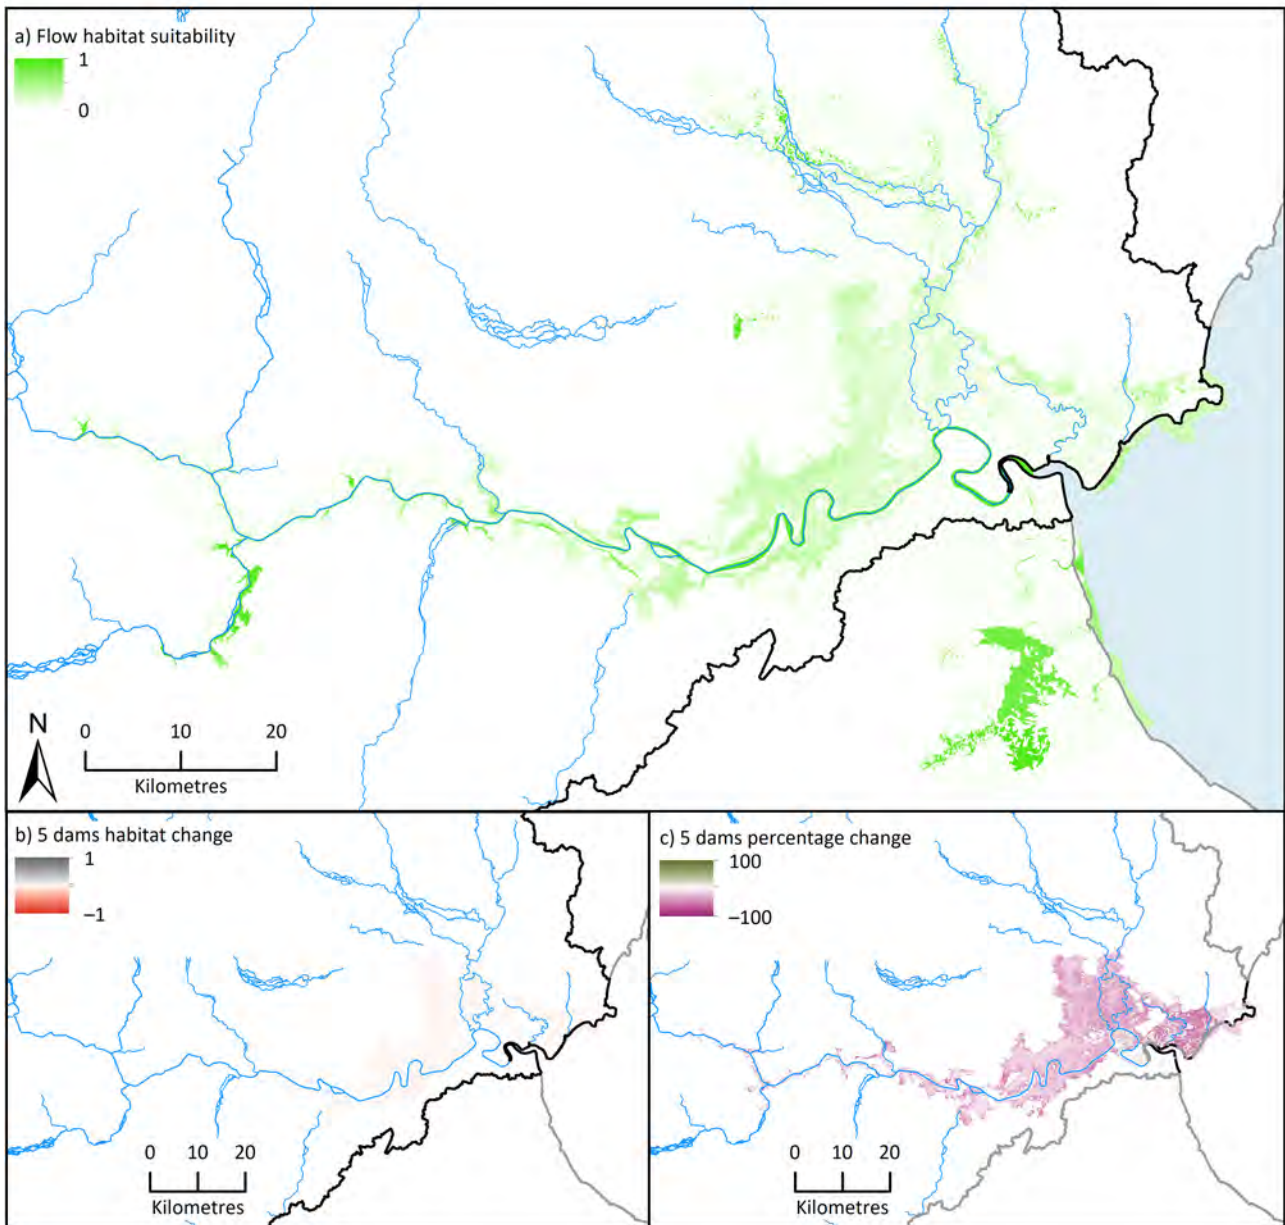 a) Flow habitat suitability
1
0
N
0 10 20
Kilometres
b) 5 dams habitat change
1
–1
0 10 20
Kilometres
c) 5 dams percentage change
100
–100
0 10 20
Kilometres